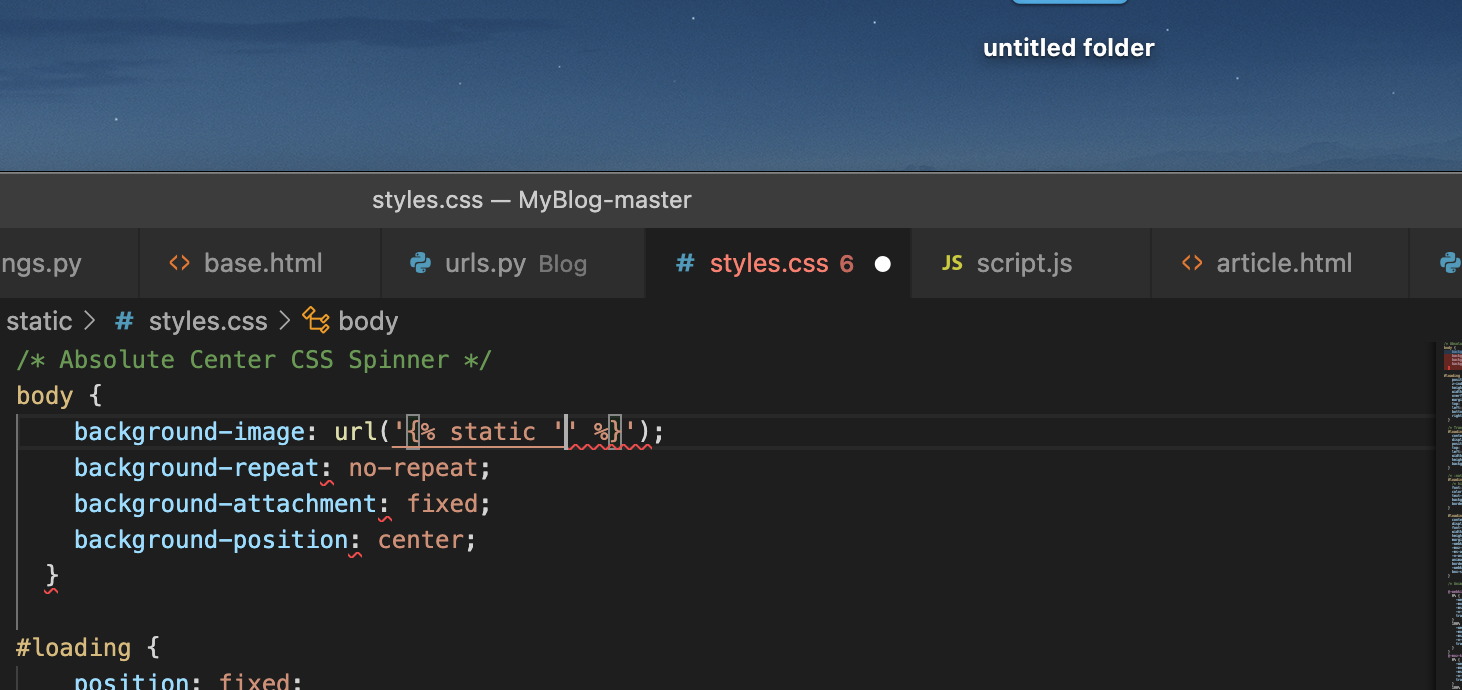 untitled folder
styles.css — MyBlog-master
ngs.py <> base.html urls.py Blog # styles.css 6 JS script.js <> article.html
static > # styles.css > body
/* Absolute Center CSS Spinner */
body {
background-image: url('{% static '' %}');
background-repeat: no-repeat;
background-attachment: fixed;
background-position: center;
}
#loading {
position: fixed;